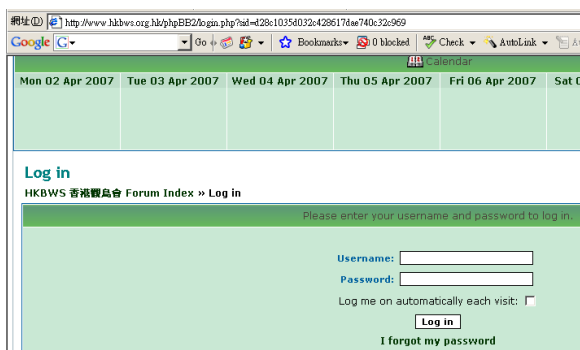 網址(D) http://www.hkbws.org.hk/phpBB2/login.php?sid=d28c1035d032c428617dae740c32c969
Google G Go Bookmarks 0 blocked ABC Check AutoLink
Calendar
Mon 02 Apr 2007 Tue 03 Apr 2007 Wed 04 Apr 2007 Thu 05 Apr 2007 Fri 06 Apr 2007 Sat 0
Log in
HKBWS 香港觀鳥會 Forum Index » Log in
Please enter your username and password to log in.
Username:
Password:
Log me on automatically each visit:
Log in
I forgot my password